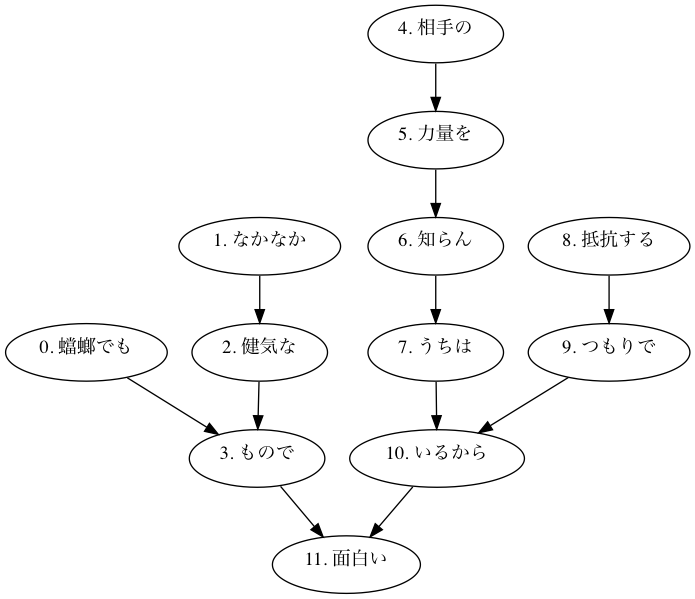 4. 相手の
5. 力量を
1. なかなか
6. 知らん
8. 抵抗する
0. 蟷螂でも
2. 健気な
7. うちは
9. つもりで
3. もので
10. いるから
11. 面白い